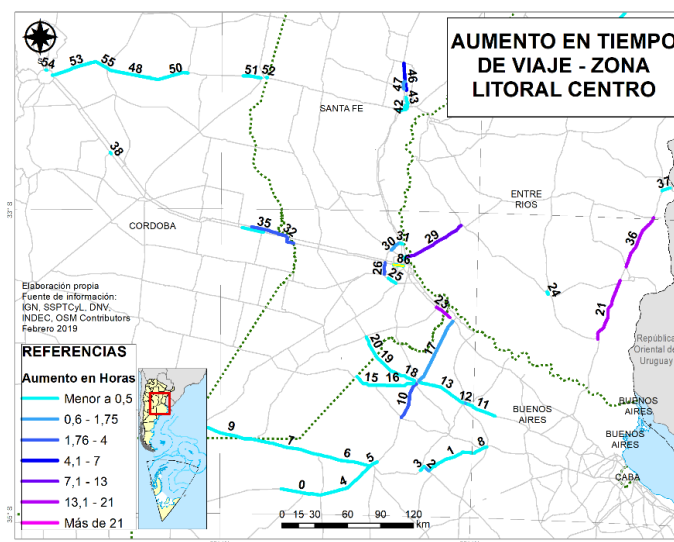 AUMENTO EN TIEMPO
DE VIAJE - ZONA
LITORAL CENTRO
54
53
55
48
50
51
52
46
47
43
42
SANTA FE
38
37
ENTRE
RIOS
33° S
CORDOBA
35
32
30
29
36
26
86
25
24
23
21
Elaboración propia
Fuente de información:
IGN, SSPTCyL, DNV.
INDEC, OSM Contributors
Febrero 2019
República
Oriental de
Uruguay
REFERENCIAS
Aumento en Horas
Menor a 0,5
0,6 - 1,75
1,76 - 4
4,1 - 7
7,1 - 13
13,1 - 21
Más de 21
20
19
17
18
15
16
13
12
11
10
BUENOS
AIRES
BUENOS
AIRES
BUENOS
AIRES
CABA
9
7
6
5
4
0
3
2
1
8
0 15 30 60 90 120
km